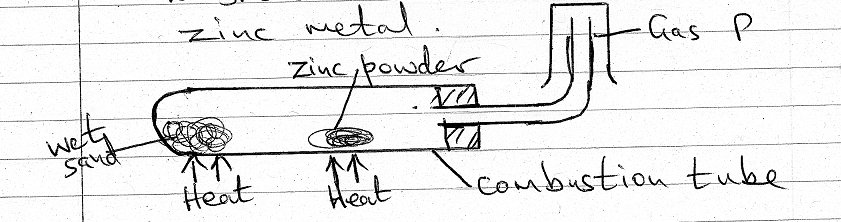 zinc metal.
Gas P
zinc powder
wet
sand
Heat
Heat
combustion tube